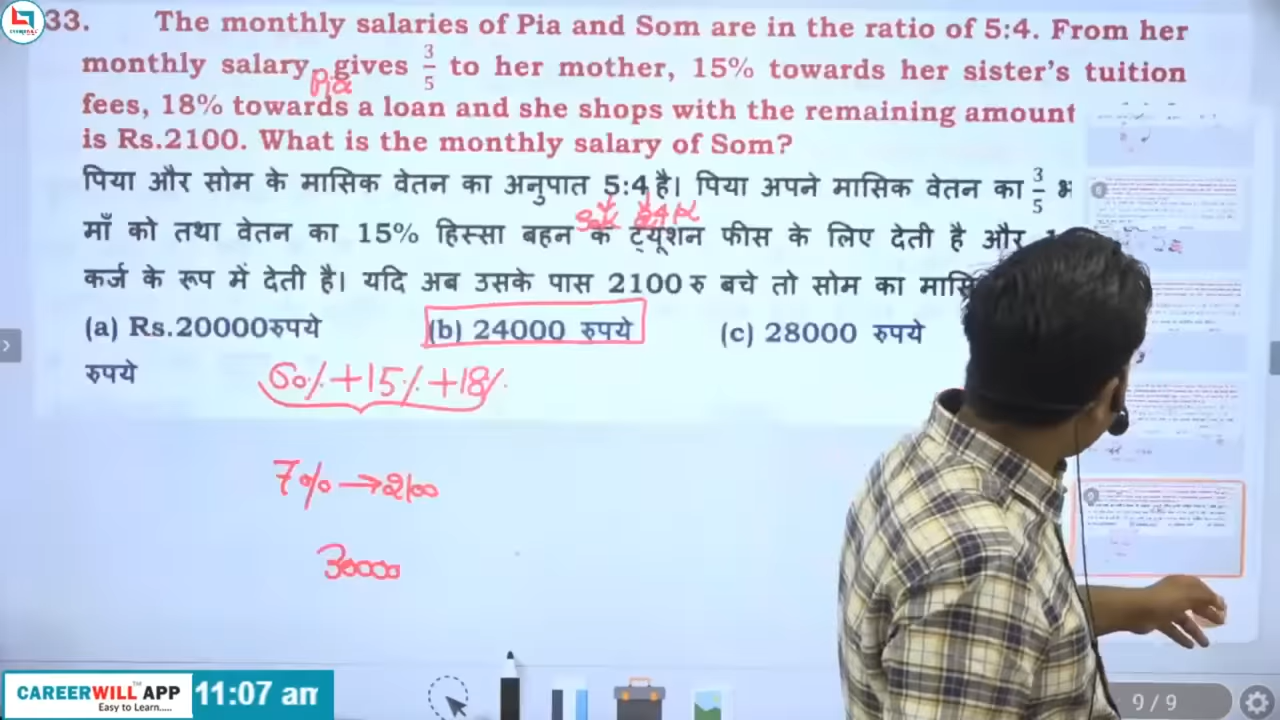 33. The monthly salaries of Pia and Som are in the ratio of 5:4. From her
monthly salary gives 3/5 to her mother, 15% towards her sister's tuition
Pia
fees, 18% towards a loan and she shops with the remaining amount
is Rs.2100. What is the monthly salary of Som?
पिया और सोम के मासिक वेतन का अनुपात 5:4 है। पिया अपने मासिक वेतन का 3/5
माँ को तथा वेतन का 15% हिस्सा बहन के ट्यूशन फीस के लिए देती है और
कर्ज के रूप में देती है। यदि अब उसके पास 2100 रु बचे तो सोम का
(a) Rs.20000रुपये (b) 24000 रुपये (c) 28000 रुपये
रुपये
60%+15%+18%
7% → 2100
30000
CAREERWILL APP
Easy to Learn.....
11:07 am
9 / 9